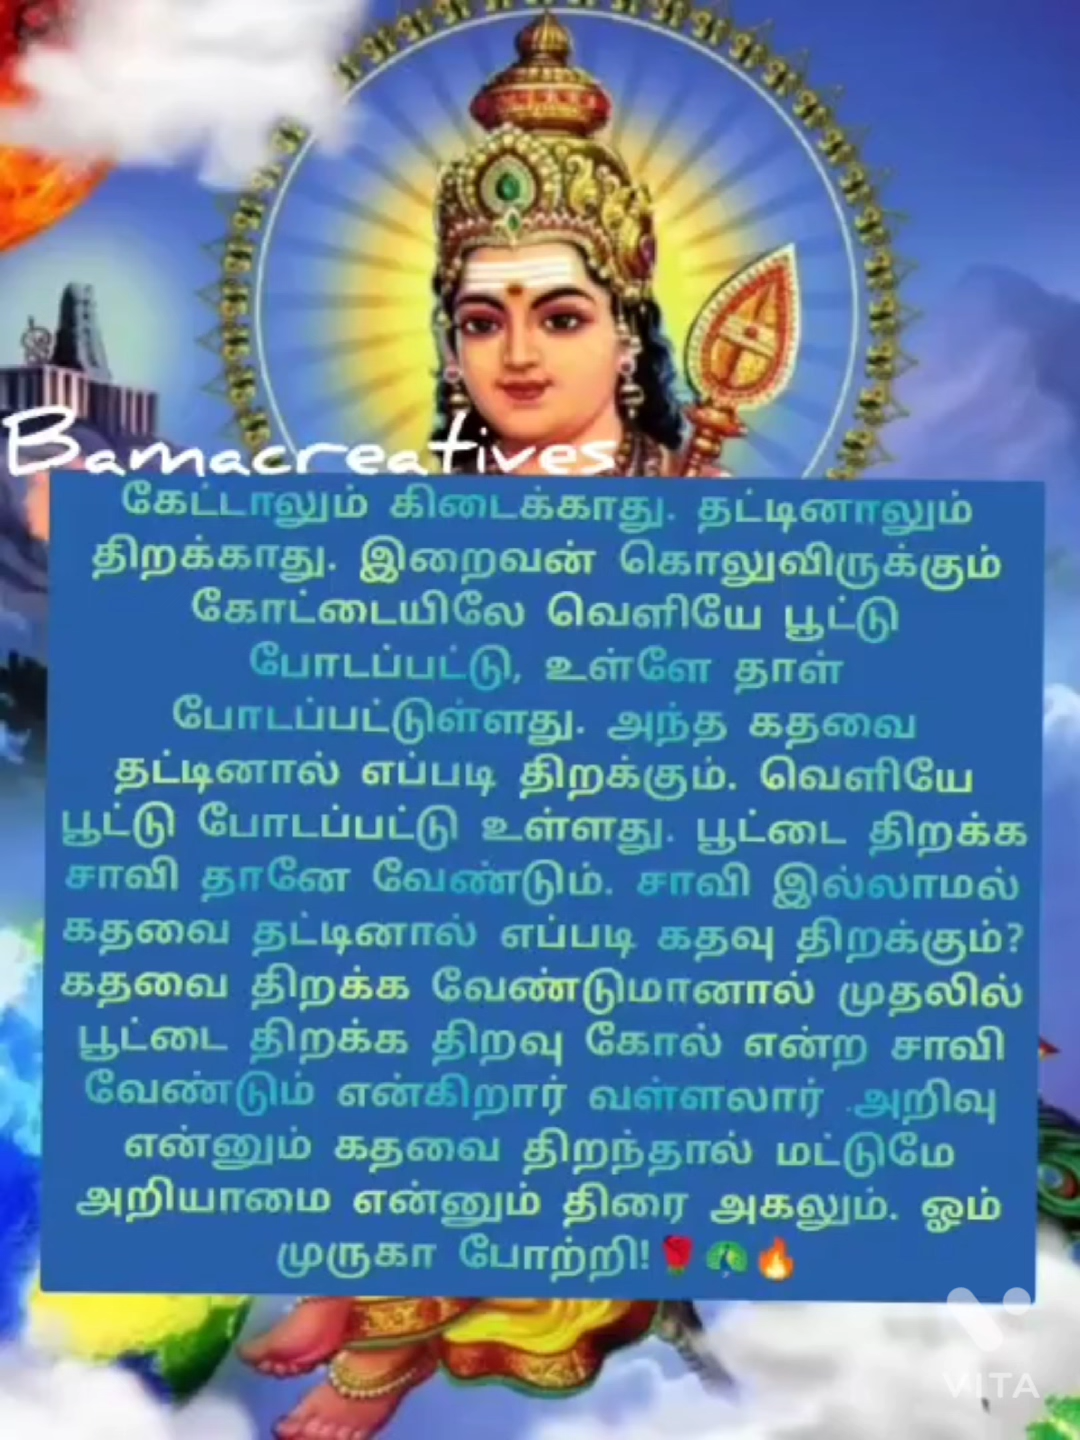 Bamacreatives
கேட்டாலும் கிடைக்காது. தட்டினாலும்
திறக்காது. இறைவன் கொலுவிருக்கும்
கோட்டையிலே வெளியே பூட்டு
போடப்பட்டு, உள்ளே தாள்
போடப்பட்டுள்ளது. அந்த கதவை
தட்டினால் எப்படி திறக்கும். வெளியே
பூட்டு போடப்பட்டு உள்ளது. பூட்டை திறக்க
சாவி தானே வேண்டும். சாவி இல்லாமல்
கதவை தட்டினால் எப்படி கதவு திறக்கும்?
கதவை திறக்க வேண்டுமானால் முதலில்
பூட்டை திறக்க திறவு கோல் என்ற சாவி
வேண்டும் என்கிறார் வள்ளலார் .அறிவு
என்னும் கதவை திறந்தால் மட்டுமே
அறியாமை என்னும் திரை அகலும். ஓம்
முருகா போற்றி!🌹🦚🔥
VITA